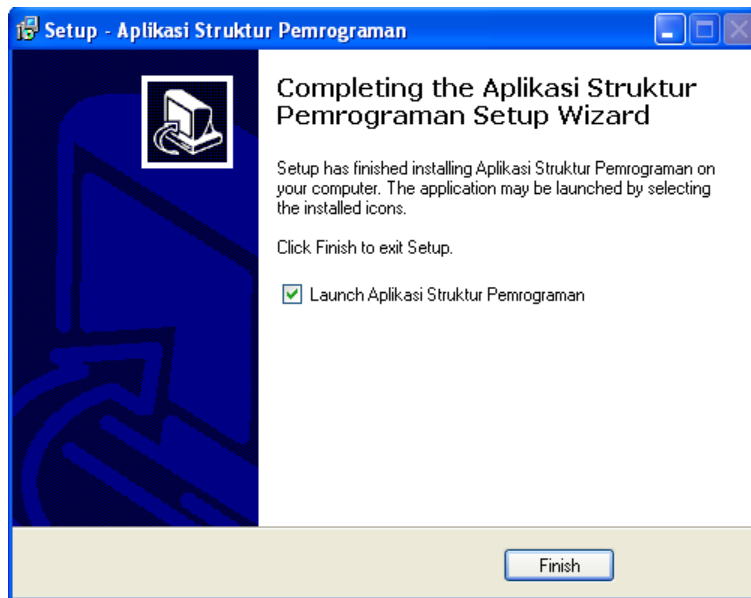 Setup - Aplikasi Struktur Pemrograman
Completing the Aplikasi Struktur
Pemrograman Setup Wizard
Setup has finished installing Aplikasi Struktur Pemrograman on
your computer. The application may be launched by selecting
the installed icons.
Click Finish to exit Setup.
Launch Aplikasi Struktur Pemrograman
Finish